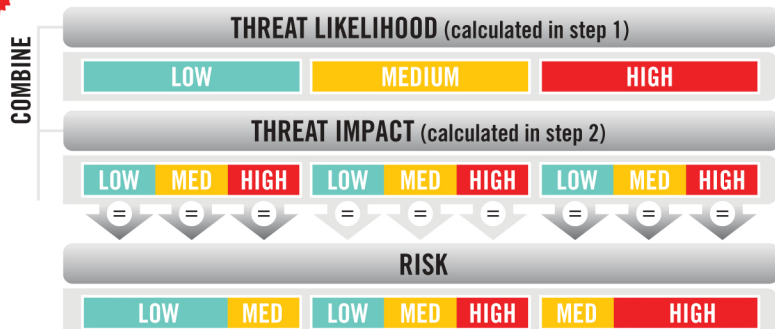 COMBINE
THREAT LIKELIHOOD (calculated in step 1)
LOW MEDIUM HIGH
THREAT IMPACT (calculated in step 2)
LOW MED HIGH LOW MED HIGH LOW MED HIGH
= = = = = = = = =
RISK
LOW MED LOW MED HIGH MED HIGH